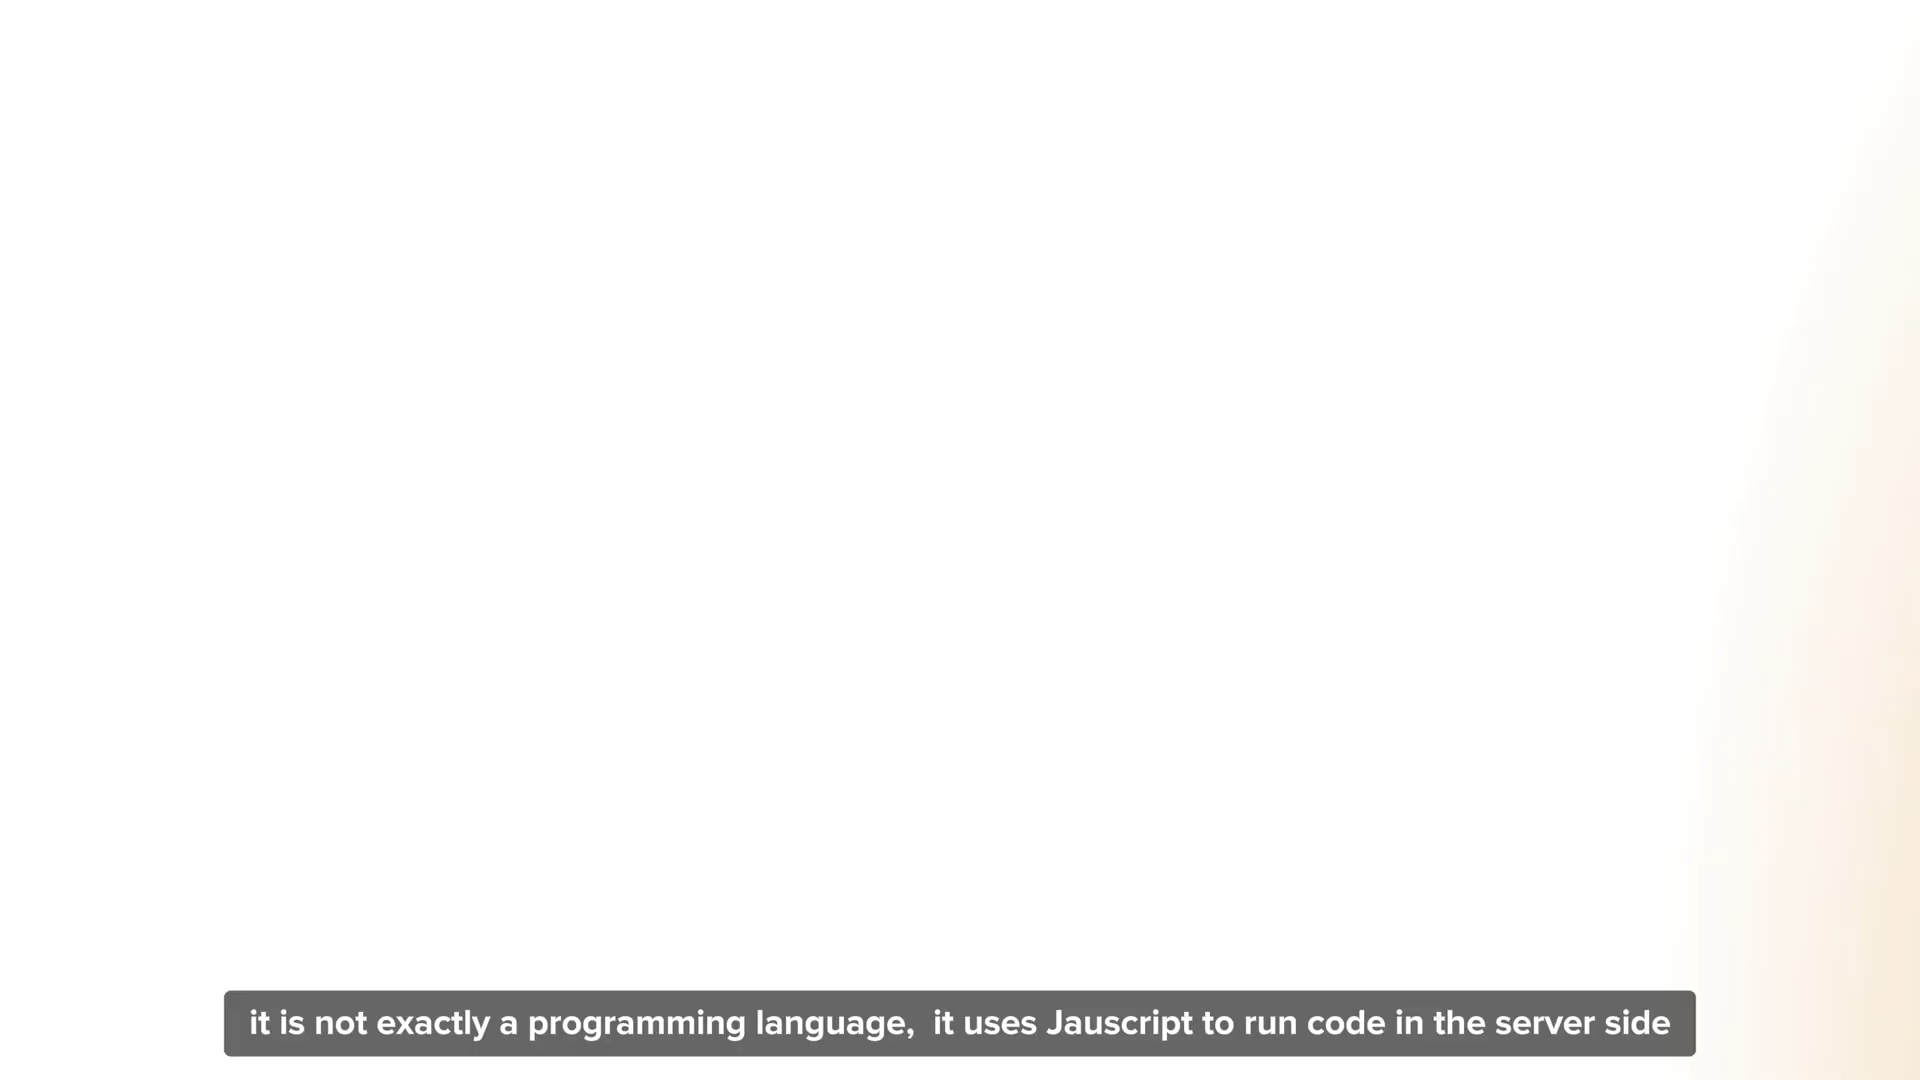 it is not exactly a programming language,  it uses Jauscript to run code in the server side